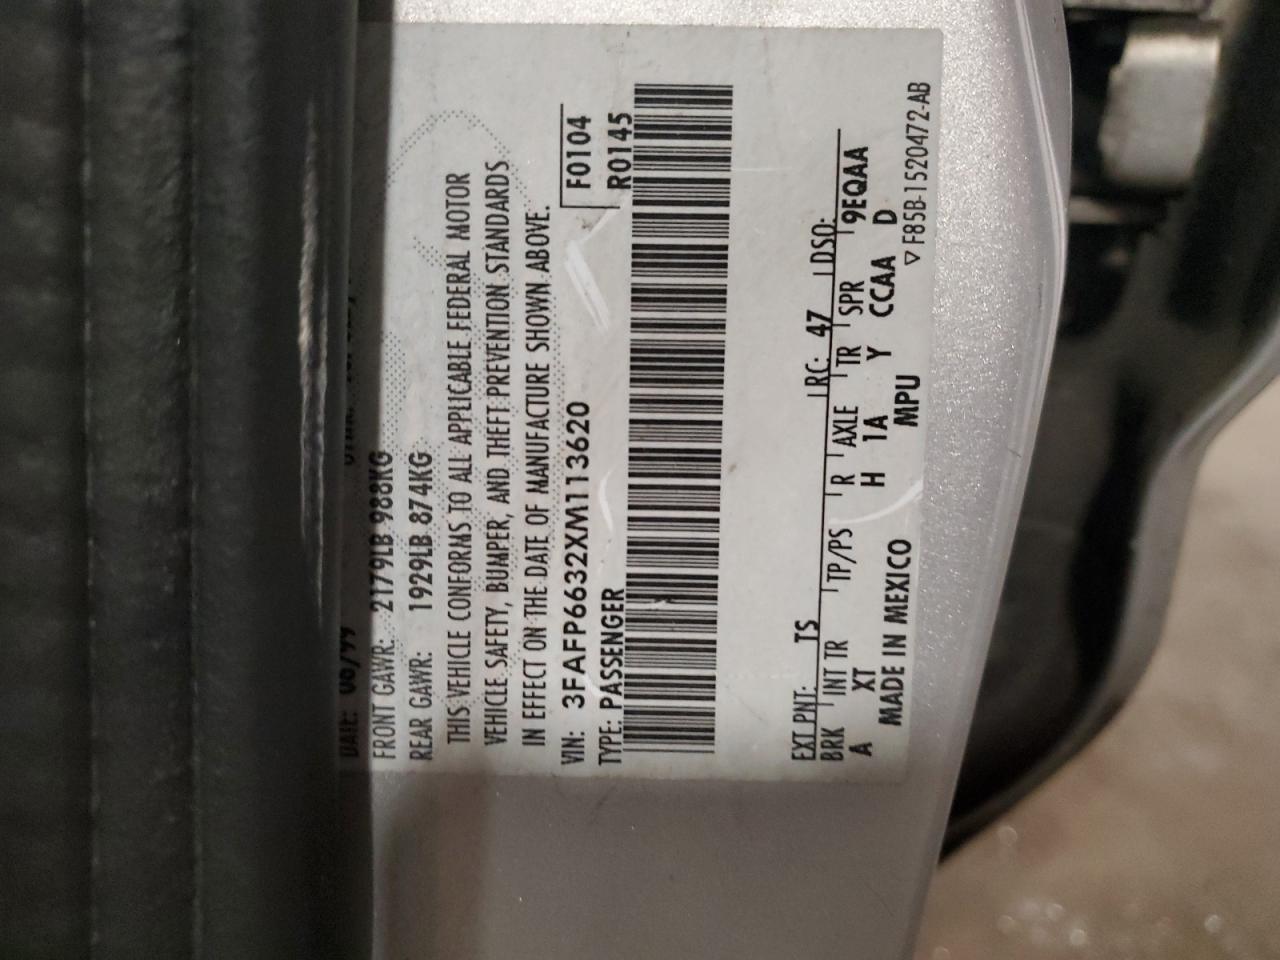 DATE: 06/99
FRONT GAWR: 2179LB 988KG
REAR GAWR: 1929LB 874KG
THIS VEHICLE CONFORMS TO ALL APPLICABLE FEDERAL MOTOR
VEHICLE SAFETY, BUMPER, AND THEFT PREVENTION STANDARDS
IN EFFECT ON THE DATE OF MANUFACTURE SHOWN ABOVE.
VIN: 3FAFP6632XM113620 F0104
TYPE: PASSENGER R0145
EXT PNT: TS RC: 47 DSO:
BRK INT TR TP/PS R AXLE TR SPR 9EQAA
A XT H 1A Y CCAA D
MADE IN MEXICO MPU ▽ F85B-1520472-AB